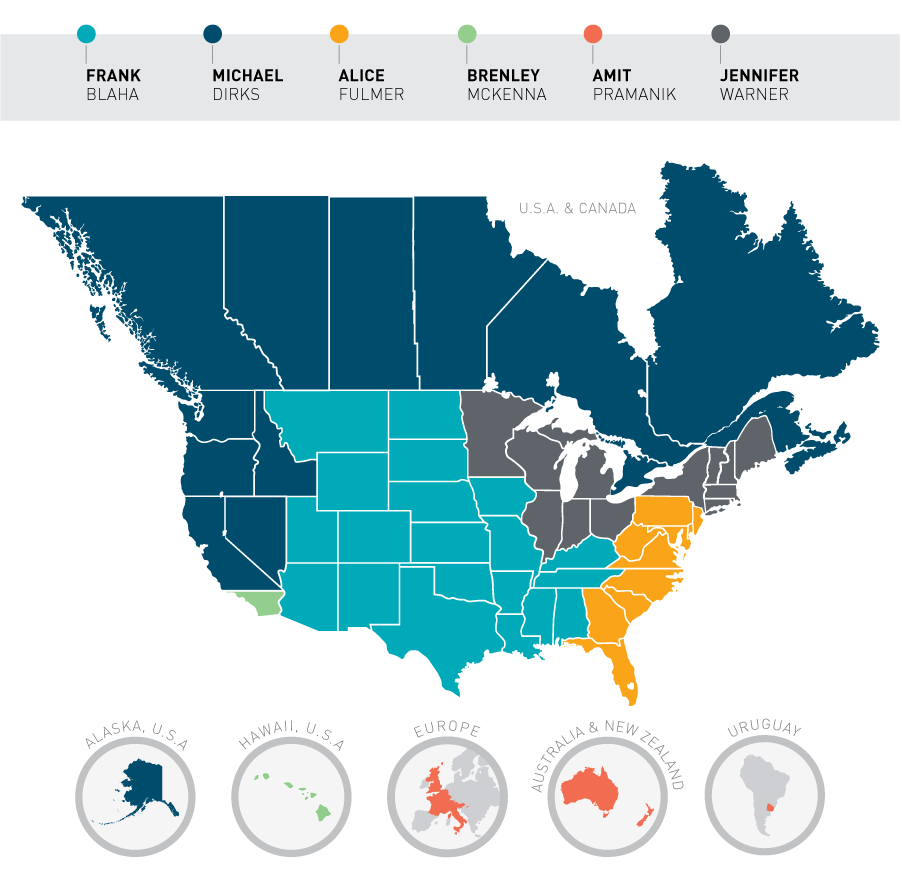 FRANK
BLAHA
MICHAEL
DIRKS
ALICE
FULMER
BRENLEY
MCKENNA
AMIT
PRAMANIK
JENNIFER
WARNER
U.S.A. & CANADA
ALASKA, U.S.A
HAWAII, U.S.A
EUROPE
AUSTRALIA & NEW ZEALAND
URUGUAY